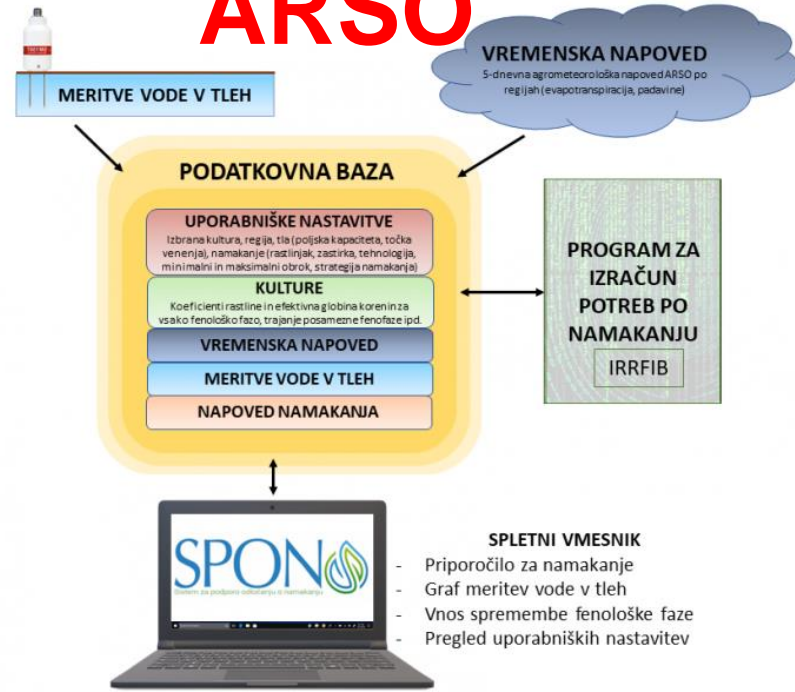 ARSO
MERITVE VODE V TLEH
VREMENSKA NAPOVED
5-dnevna agrometeorološka napoved ARSO po
regijah (evapotranspiracija, padavine)
PODATKOVNA BAZA
UPORABNIŠKE NASTAVITVE
Izbrana kultura, regija, tla (poljska kapaciteta, točka
venenja), namakanje (rastlinjak, zastirka, tehnologija,
minimalni in maksimalni obrok, strategija namakanja)
KULTURE
Koeficienti rastline in efektivna globina korenin za
vsako fenološko fazo, trajanje posamezne fenofaze ipd.
VREMENSKA NAPOVED
MERITVE VODE V TLEH
NAPOVED NAMAKANJA
PROGRAM ZA
IZRAČUN
POTREB PO
NAMAKANJU
IRRFIB
SPON
Sistem za podporo odločanju o namakanju
SPLETNI VMESNIK
- Priporočilo za namakanje
- Graf meritev vode v tleh
- Vnos spremembe fenološke faze
- Pregled uporabniških nastavitev